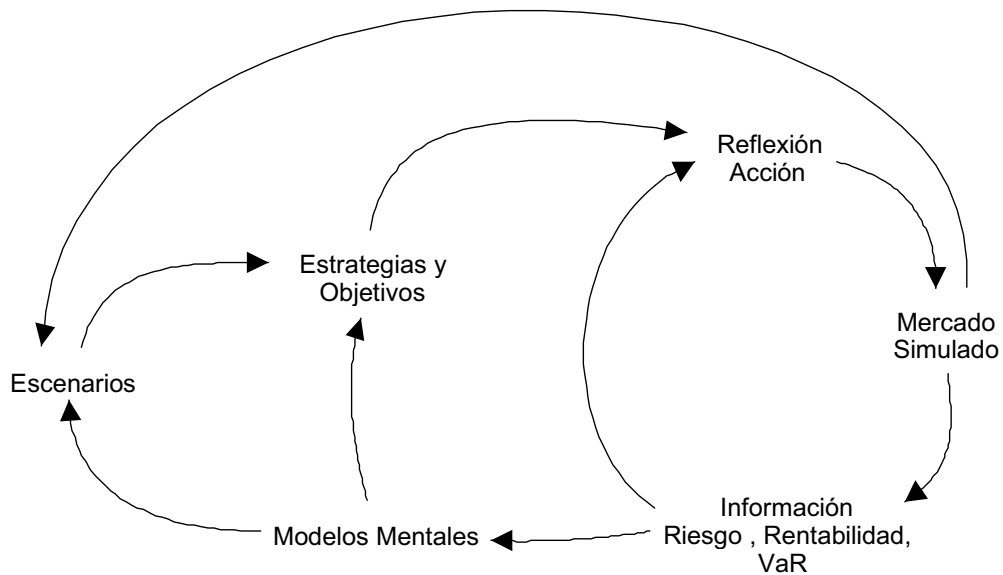 Reflexión
Acción
Estrategias y
Objetivos
Mercado
Simulado
Escenarios
Información
Riesgo , Rentabilidad,
VaR
Modelos Mentales